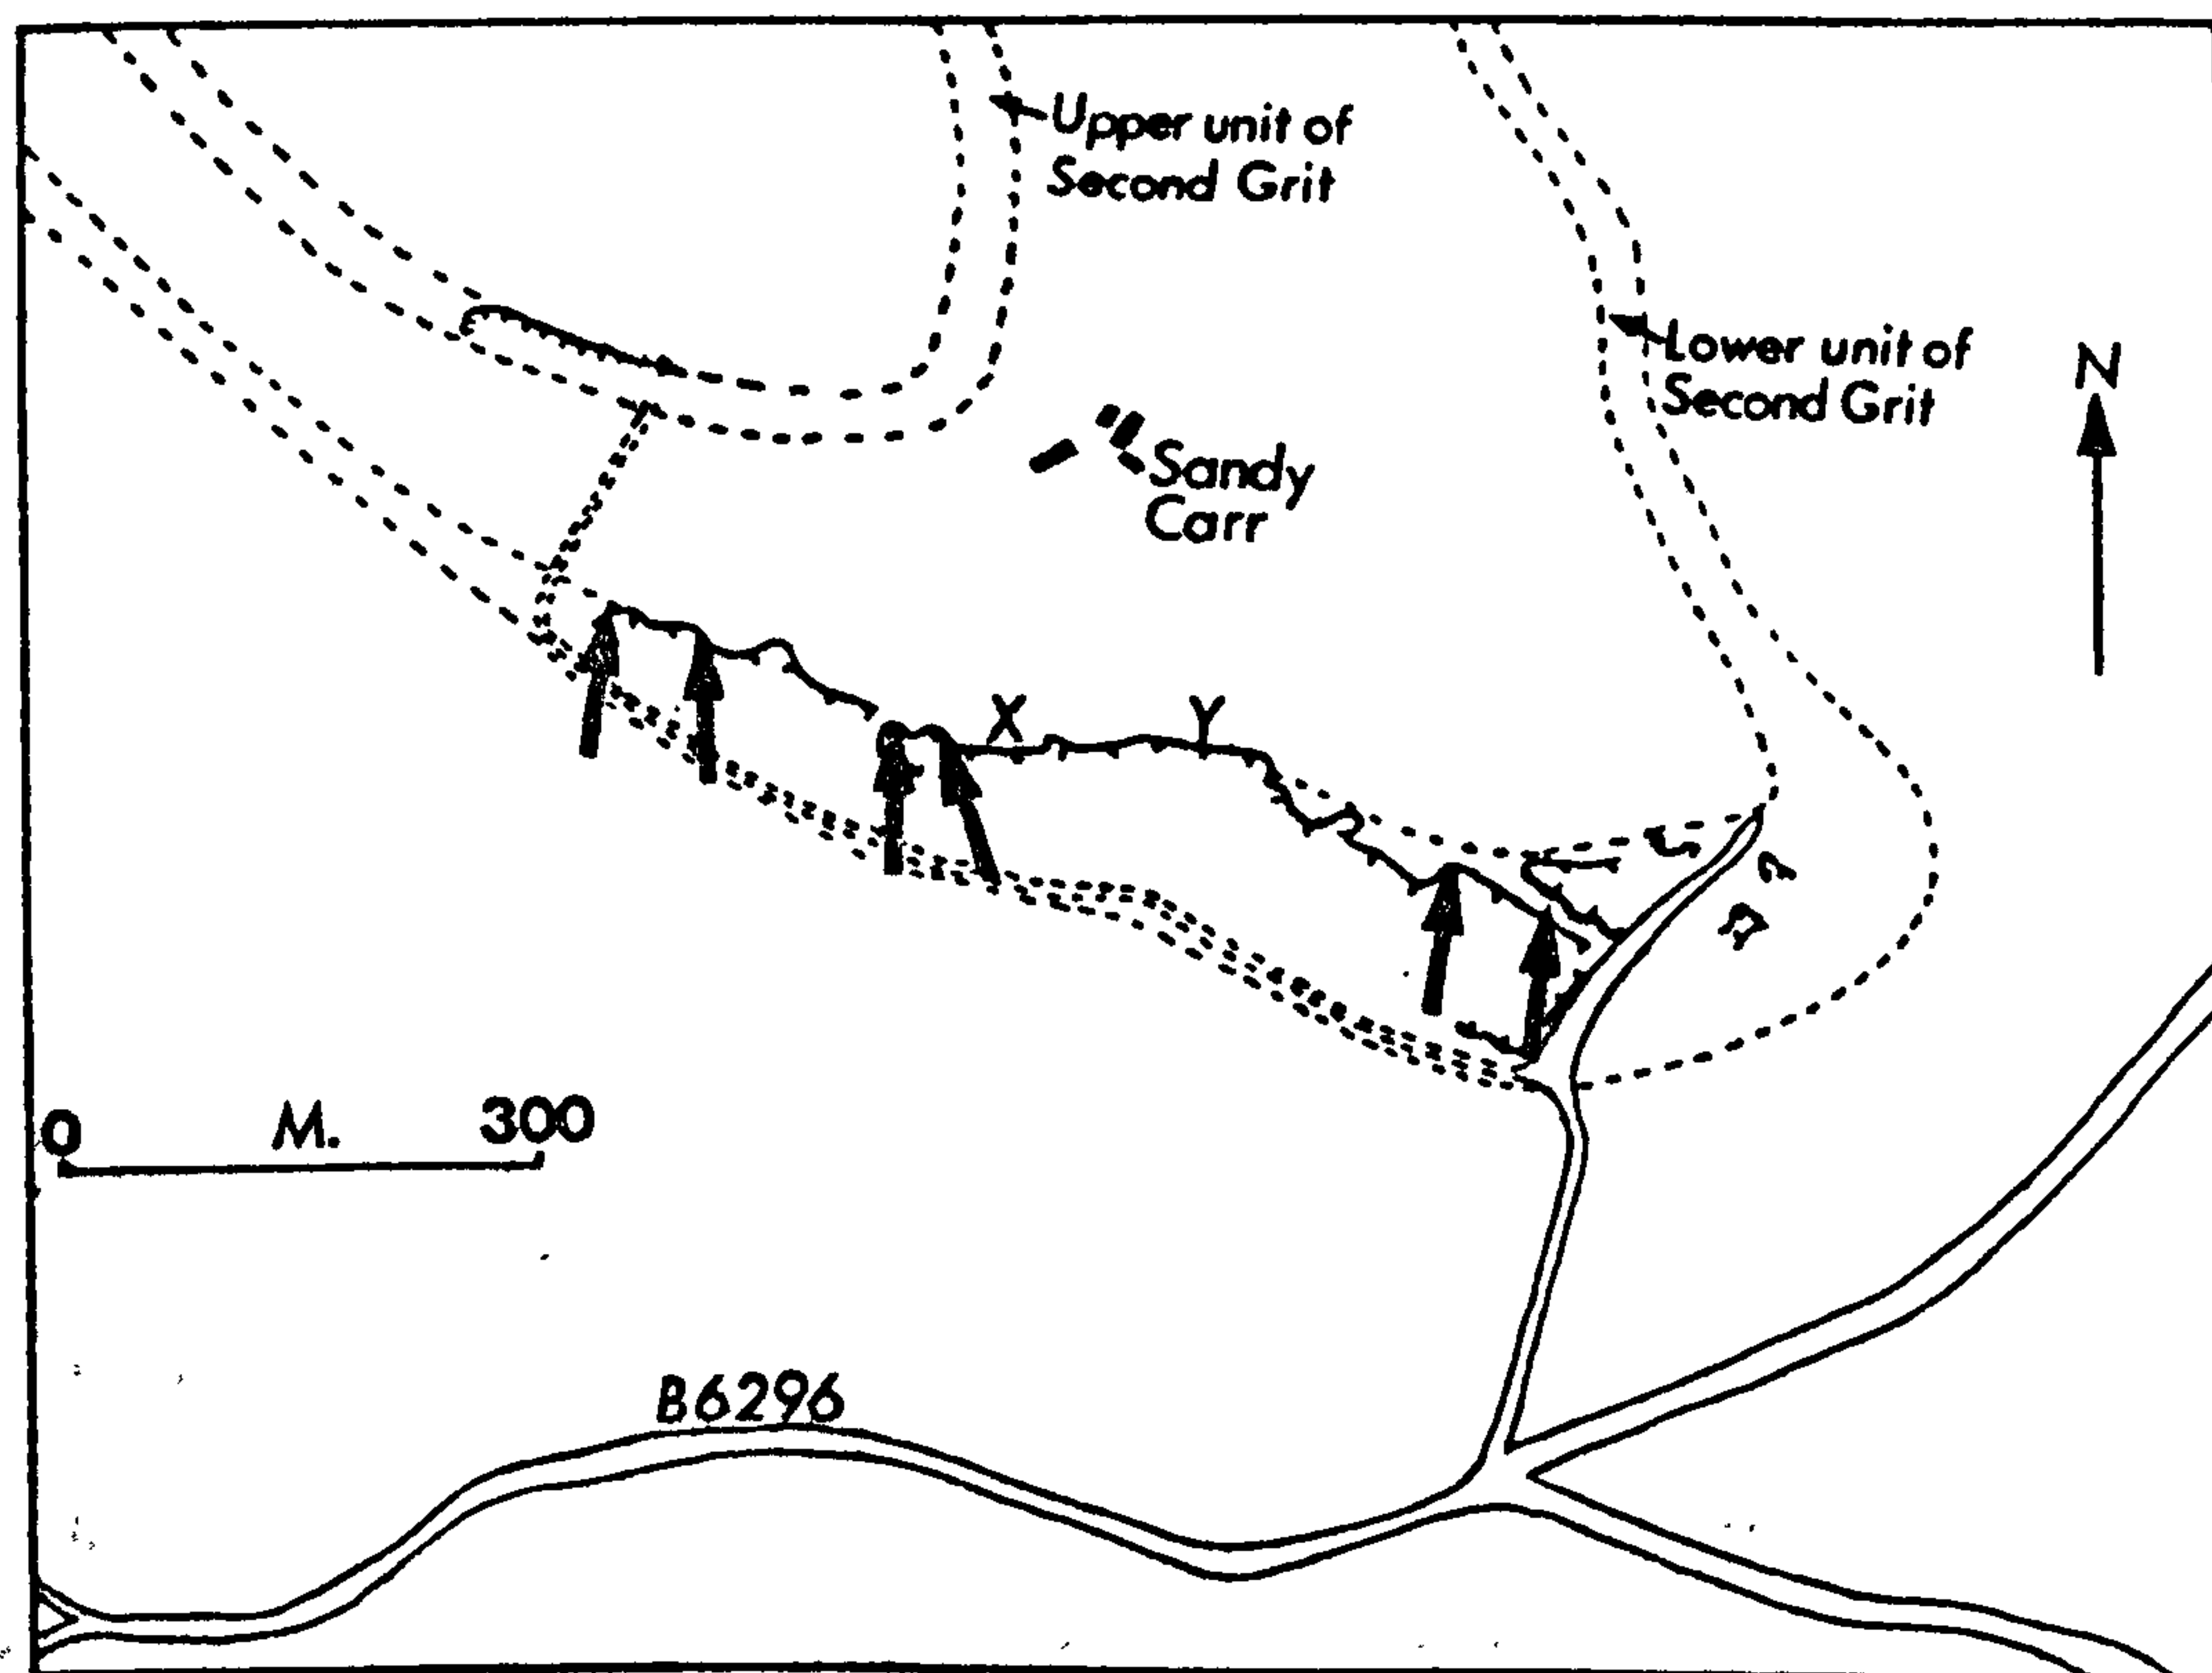 Upper unit of
Second Grit
Lower unit of
Second Grit
N
Sandy
Carr
X
Y
0
M.
300
B6296